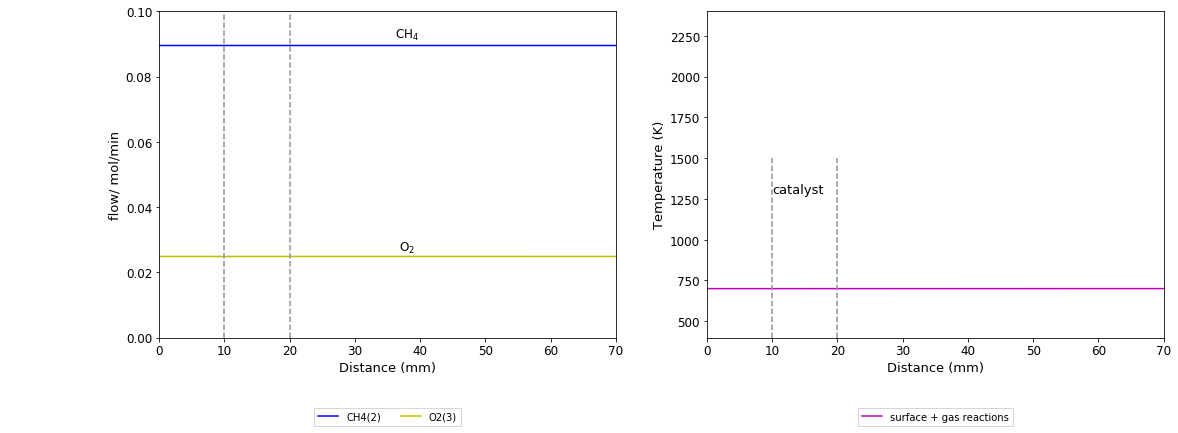 0.10
0.08
0.06
0.04
0.02
0.00
flow/ mol/min
CH4
O2
0 10 20 30 40 50 60 70
Distance (mm)
CH4(2) O2(3)
2250
2000
1750
1500
1250
1000
750
500
Temperature (K)
catalyst
0 10 20 30 40 50 60 70
Distance (mm)
surface + gas reactions